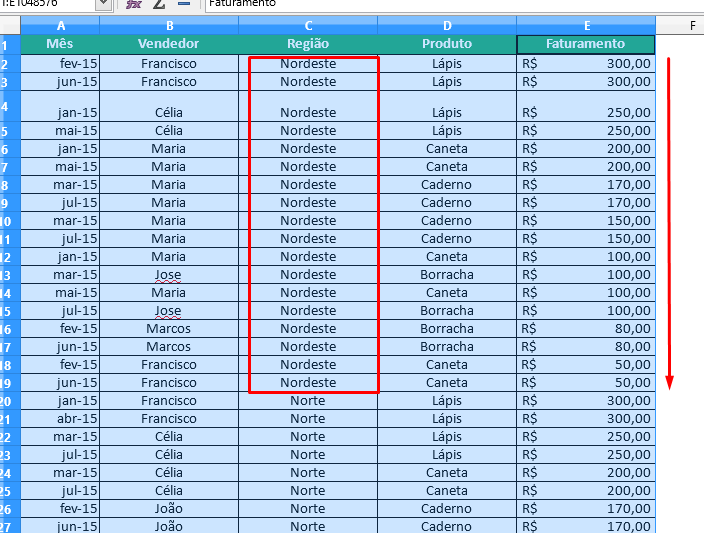 1:E1048576 fx Σ = Faturamento
A B C D E F
1 Mês Vendedor Região Produto Faturamento
2 fev-15 Francisco Nordeste Lápis R$ 300,00
3 jun-15 Francisco Nordeste Lápis R$ 300,00
4 jan-15 Célia Nordeste Lápis R$ 250,00
5 mai-15 Célia Nordeste Lápis R$ 250,00
6 jan-15 Maria Nordeste Caneta R$ 200,00
7 mai-15 Maria Nordeste Caneta R$ 200,00
8 mar-15 Maria Nordeste Caderno R$ 170,00
9 jul-15 Maria Nordeste Caderno R$ 170,00
10 mar-15 Maria Nordeste Caderno R$ 150,00
11 jul-15 Maria Nordeste Caderno R$ 150,00
12 jan-15 Maria Nordeste Caneta R$ 100,00
13 mar-15 Jose Nordeste Borracha R$ 100,00
14 mai-15 Maria Nordeste Caneta R$ 100,00
15 jul-15 Jose Nordeste Borracha R$ 100,00
16 fev-15 Marcos Nordeste Borracha R$ 80,00
17 jun-15 Marcos Nordeste Borracha R$ 80,00
18 fev-15 Francisco Nordeste Caneta R$ 50,00
19 jun-15 Francisco Nordeste Caneta R$ 50,00
20 jan-15 Francisco Norte Lápis R$ 300,00
21 abr-15 Francisco Norte Lápis R$ 300,00
22 mar-15 Célia Norte Lápis R$ 250,00
23 jul-15 Célia Norte Lápis R$ 250,00
24 mar-15 Célia Norte Caneta R$ 200,00
25 jul-15 Célia Norte Caneta R$ 200,00
26 fev-15 João Norte Caderno R$ 170,00
27 jun-15 João Norte Caderno R$ 170,00